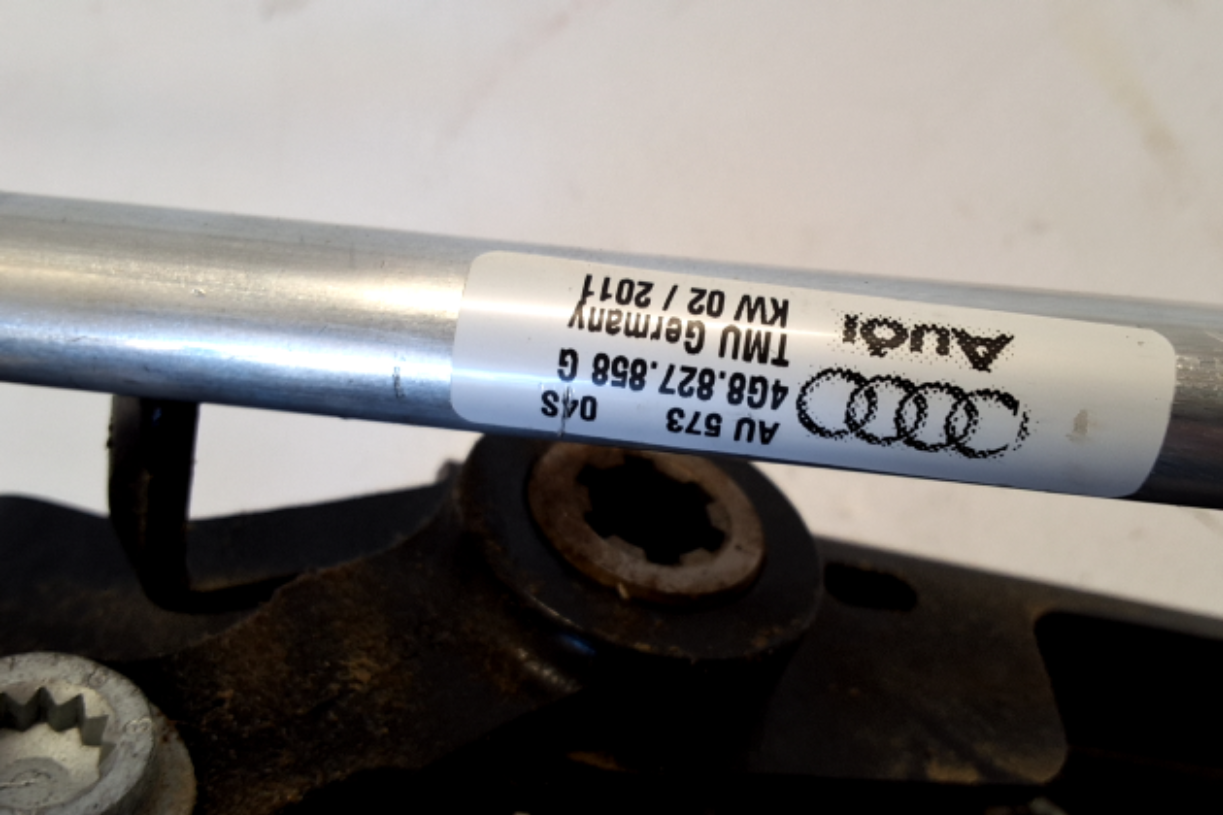 Audi
AU 573 04S
4G8.827.858 G
TMU Germany
KW 02 / 2011